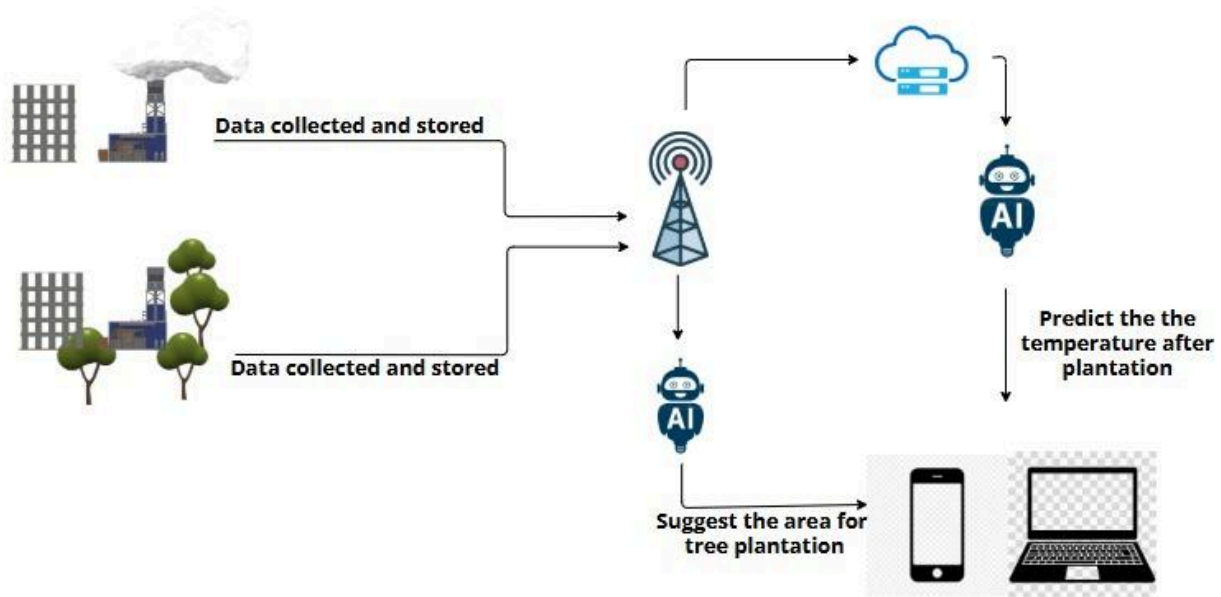 Data collected and stored
AI
Predict the the
temperature after
plantation
Data collected and stored
AI
Suggest the area for
tree plantation